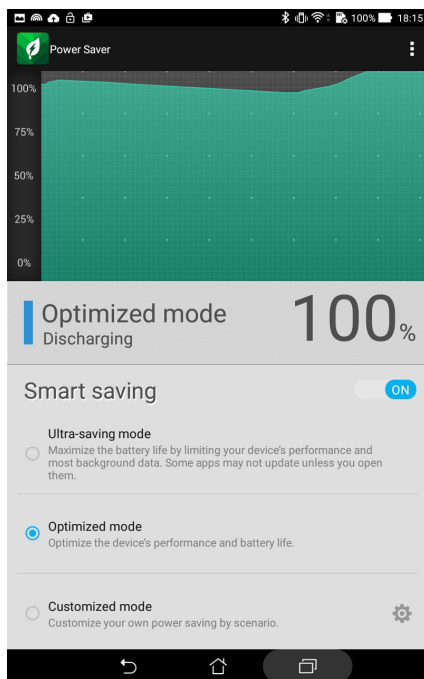 100% 18:15
Power Saver
100%
75%
50%
25%
0%
Optimized mode
Discharging
100%
Smart saving
ON
Ultra-saving mode
Maximize the battery life by limiting your device's performance and
most background data. Some apps may not update unless you open
them.
Optimized mode
Optimize the device's performance and battery life.
Customized mode
Customize your own power saving by scenario.